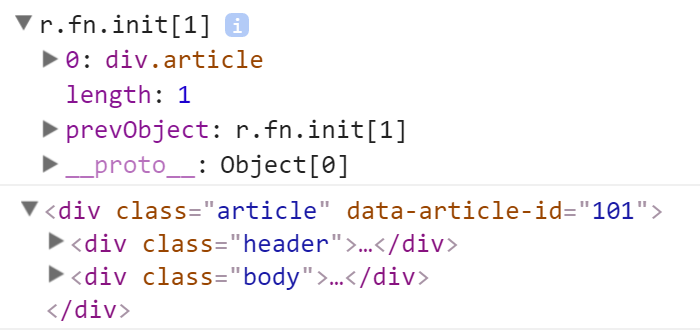 ▼ r.fn.init[1] i
▶ 0: div.article
length: 1
▶ prevObject: r.fn.init[1]
▶ __proto__: Object[0]
▼ <div class="article" data-article-id="101">
▶ <div class="header">…</div>
▶ <div class="body">…</div>
</div>